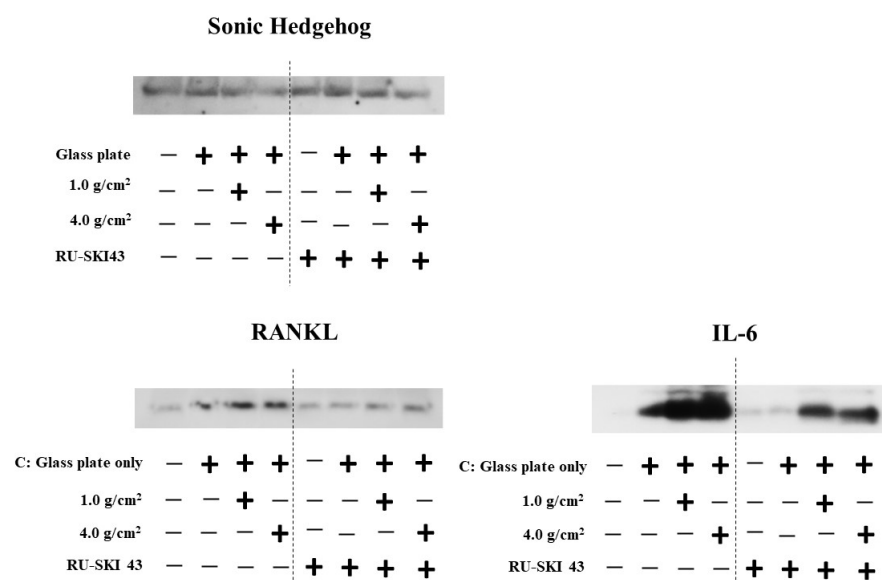 Sonic Hedgehog
Glass plate − + + + − + + +
1.0 g/cm² − − + − − − + −
4.0 g/cm² − − − + − − − +
RU-SKI43 − − − − + + + +
RANKL
C: Glass plate only − + + + − + + +
1.0 g/cm² − − + − − − + −
4.0 g/cm² − − − + − − − +
RU-SKI 43 − − − − + + + +
IL-6
C: Glass plate only − + + + − + + +
1.0 g/cm² − − + − − − + −
4.0 g/cm² − − − + − − − +
RU-SKI 43 − − − − + + + +